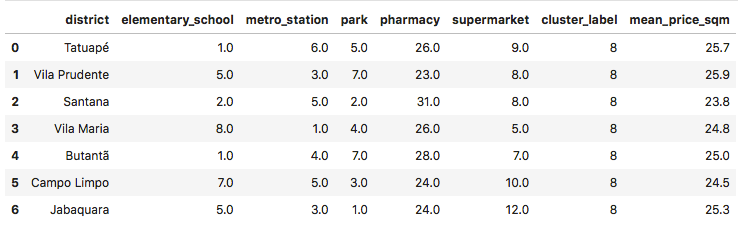 district elementary_school metro_station park pharmacy supermarket cluster_label mean_price_sqm
0 Tatuapé 1.0 6.0 5.0 26.0 9.0 8 25.7
1 Vila Prudente 5.0 3.0 7.0 23.0 8.0 8 25.9
2 Santana 2.0 5.0 2.0 31.0 8.0 8 23.8
3 Vila Maria 8.0 1.0 4.0 26.0 5.0 8 24.8
4 Butantã 1.0 4.0 7.0 28.0 7.0 8 25.0
5 Campo Limpo 7.0 5.0 3.0 24.0 10.0 8 24.5
6 Jabaquara 5.0 3.0 1.0 24.0 12.0 8 25.3